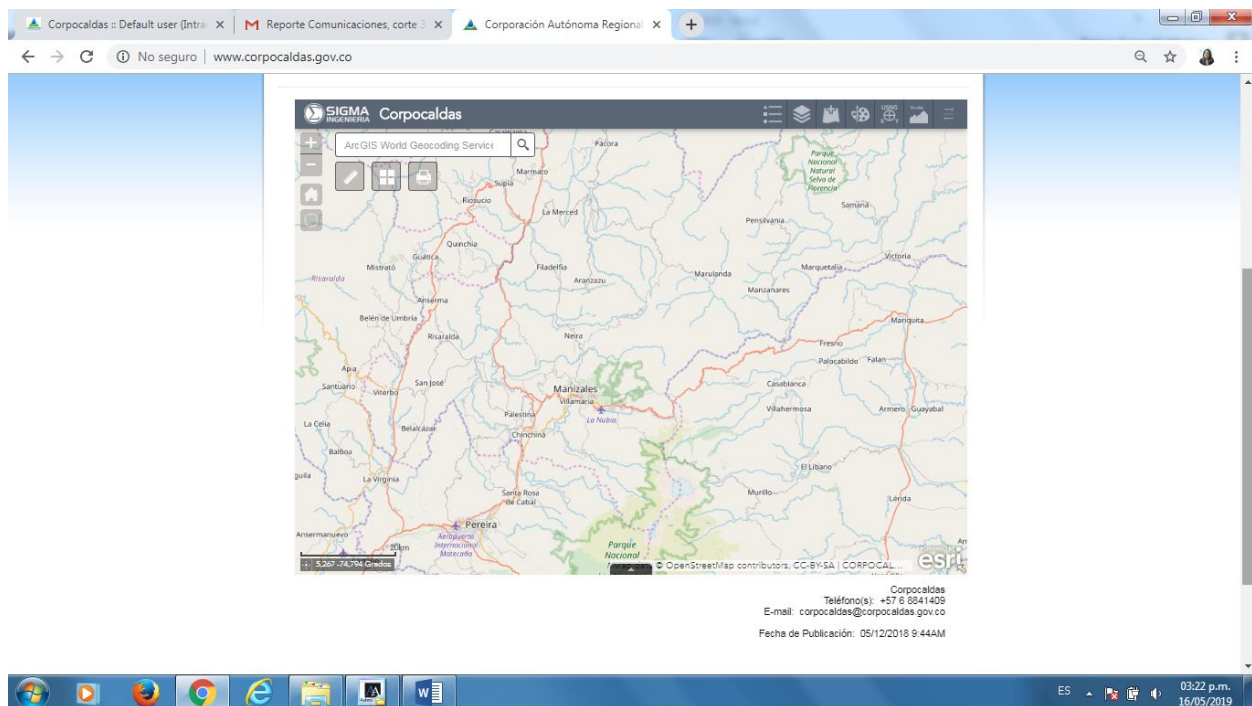 Corpocaldas :: Default user (Intra
Reporte Comunicaciones, corte 3
Corporación Autónoma Regional
No seguro | www.corpocaldas.gov.co
SIGMA INGENIERIA Corpocaldas
USNG
ArcGIS World Geocoding Service
Pácora
Parque Nacional Natural Selva de Florencia
Marmato
Supía
Riosucio
La Merced
Samaná
Pensilvania
Quinchía
Guática
Mistrató
Risaralda
Filadelfia
Aranzazu
Marulanda
Marquetalia
Victoria
Manzanares
Anserma
Belén de Umbría
Risaralda
Neira
Mariquita
Fresno
Palocabildo
Falan
Apía
Santuario
Viterbo
San José
Manizales
Villamaría
La Nubia
Casabianca
Villahermosa
Armero Guayabal
Palestina
Chinchiná
La Celia
Belalcázar
Balboa
La Virginia
El Líbano
Santa Rosa de Cabal
Murillo
Lérida
Ansermanuevo
Pereira
Aeropuerto Internacional Matecaña
Parque Nacional
20km
5,267 -74,794 Grados
© OpenStreetMap contributors, CC-BY-SA | CORPOCAL...
esri
Corpocaldas
Teléfono(s): +57 6 8841409
E-mail: corpocaldas@corpocaldas.gov.co
Fecha de Publicación: 05/12/2018 9:44AM
ES
03:22 p.m.
16/05/2019